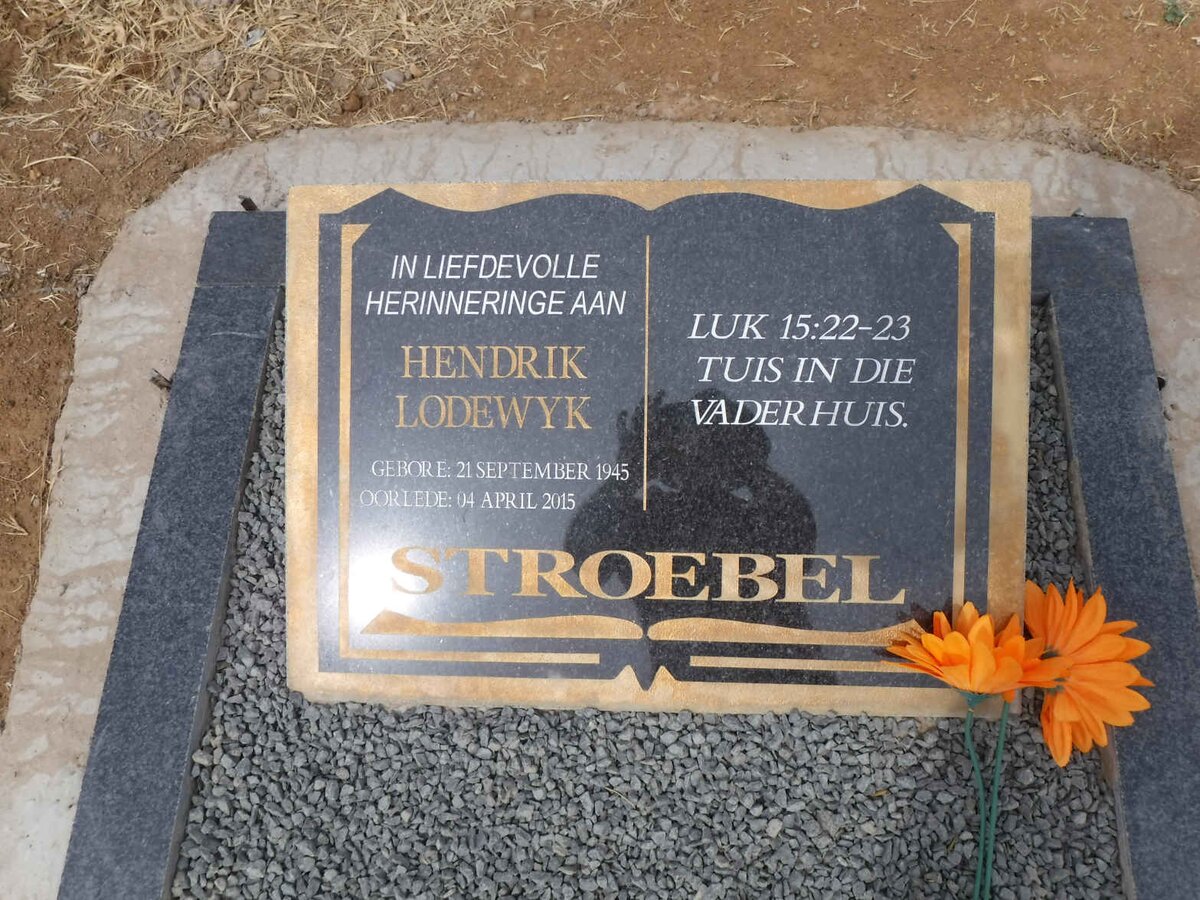 IN LIEFDEVOLLE
HERINNERINGE AAN
HENDRIK
LODEWYK
GEBORE: 21 SEPTEMBER 1945
OORLEDE: 04 APRIL 2015
LUK 15:22-23
TUIS IN DIE
VADERHUIS.
STROEBEL